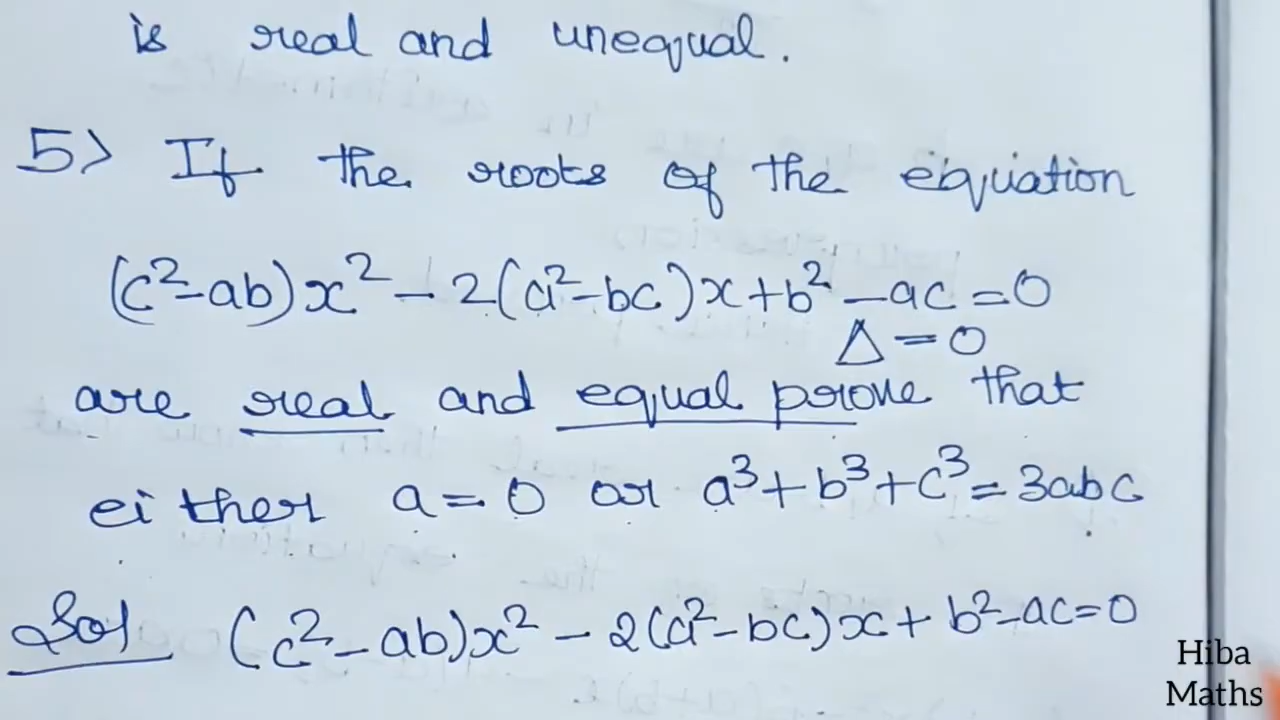 is real and unequal.
5> If the roots of the equiation
(c²-ab)x² - 2(a²-bc)x+b² -ac=0
Δ=0
are real and equal prove that
either a=0 or a³+b³+c³=3abc
Sol (c²-ab)x² - 2(a²-bc)x+b²-ac=0
Hiba
Maths